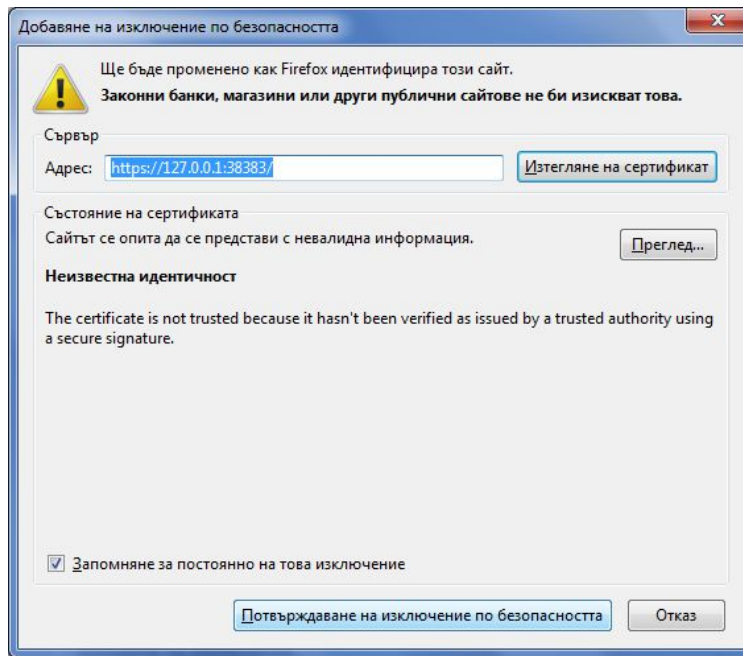 Добавяне на изключение по безопасността
Ще бъде променено как Firefox идентифицира този сайт.
Законни банки, магазини или други публични сайтове не би изискват това.
Сървър
Адрес: https://127.0.0.1:38383/ Изтегляне на сертификат
Състояние на сертификата
Сайтът се опита да се представи с невалидна информация. Преглед...
Неизвестна идентичност
The certificate is not trusted because it hasn't been verified as issued by a trusted authority using
a secure signature.
Запомняне за постоянно на това изключение
Потвърждаване на изключение по безопасността Отказ